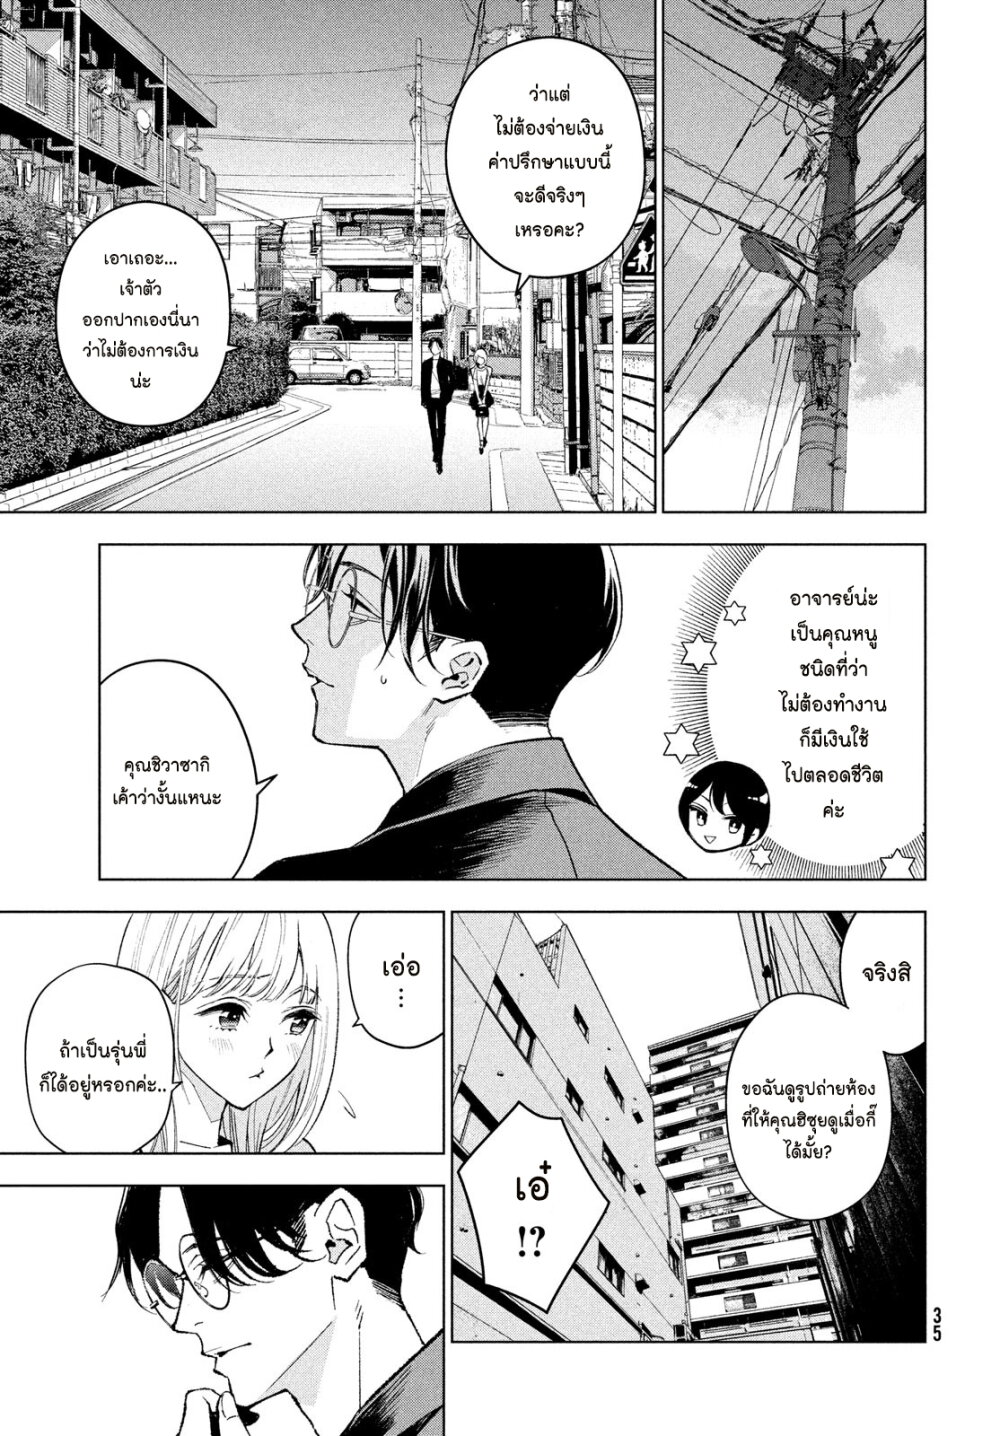 ว่าแต่
ไม่ต้องจ่ายเงิน
ค่าปรึกษาแบบนี้
จะดีจริงๆ
เหรอคะ?
เอาเถอะ...
เจ้าตัว
ออกปากเองนี่นา
ว่าไม่ต้องการเงิน
น่ะ
อาจารย์น่ะ
เป็นคุณหนู
ชนิดที่ว่า
ไม่ต้องทำงาน
ก็มีเงินใช้
ไปตลอดชีวิต
ค่ะ
คุณชิวาซากิ
เค้าว่างั้นแหนะ
จริงสิ
ขอฉันดูรูปถ่ายห้อง
ที่ให้คุณฮิซุยดูเมื่อกี๊
ได้มั้ย?
เอ๋
!?
เอ่อ
...
ถ้าเป็นรุ่นพี่
ก็ได้อยู่หรอกค่ะ..
35